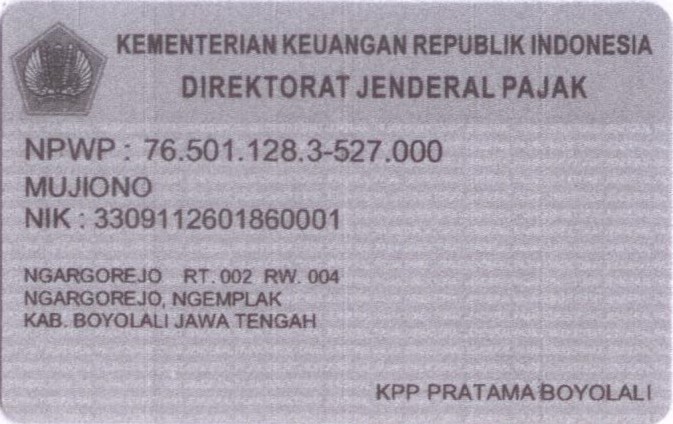 KEMENTERIAN KEUANGAN REPUBLIK INDONESIA
DIREKTORAT JENDERAL PAJAK
NPWP : 76.501.128.3-527.000
MUJIONO
NIK : 3309112601860001
NGARGOREJO RT. 002 RW. 004
NGARGOREJO, NGEMPLAK
KAB. BOYOLALI JAWA TENGAH
KPP PRATAMA BOYOLALI